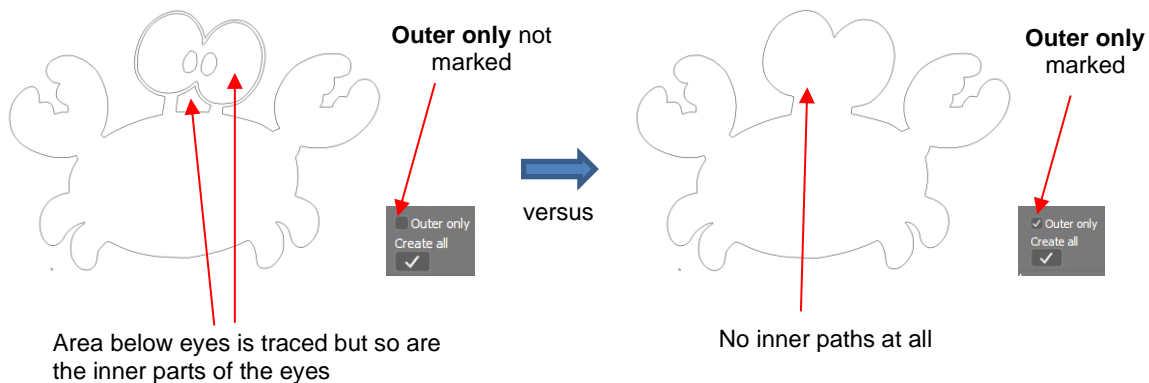 Outer only not
marked
Outer only
Create all
versus
Area below eyes is traced but so are
the inner parts of the eyes
Outer only
marked
Outer only
Create all
No inner paths at all